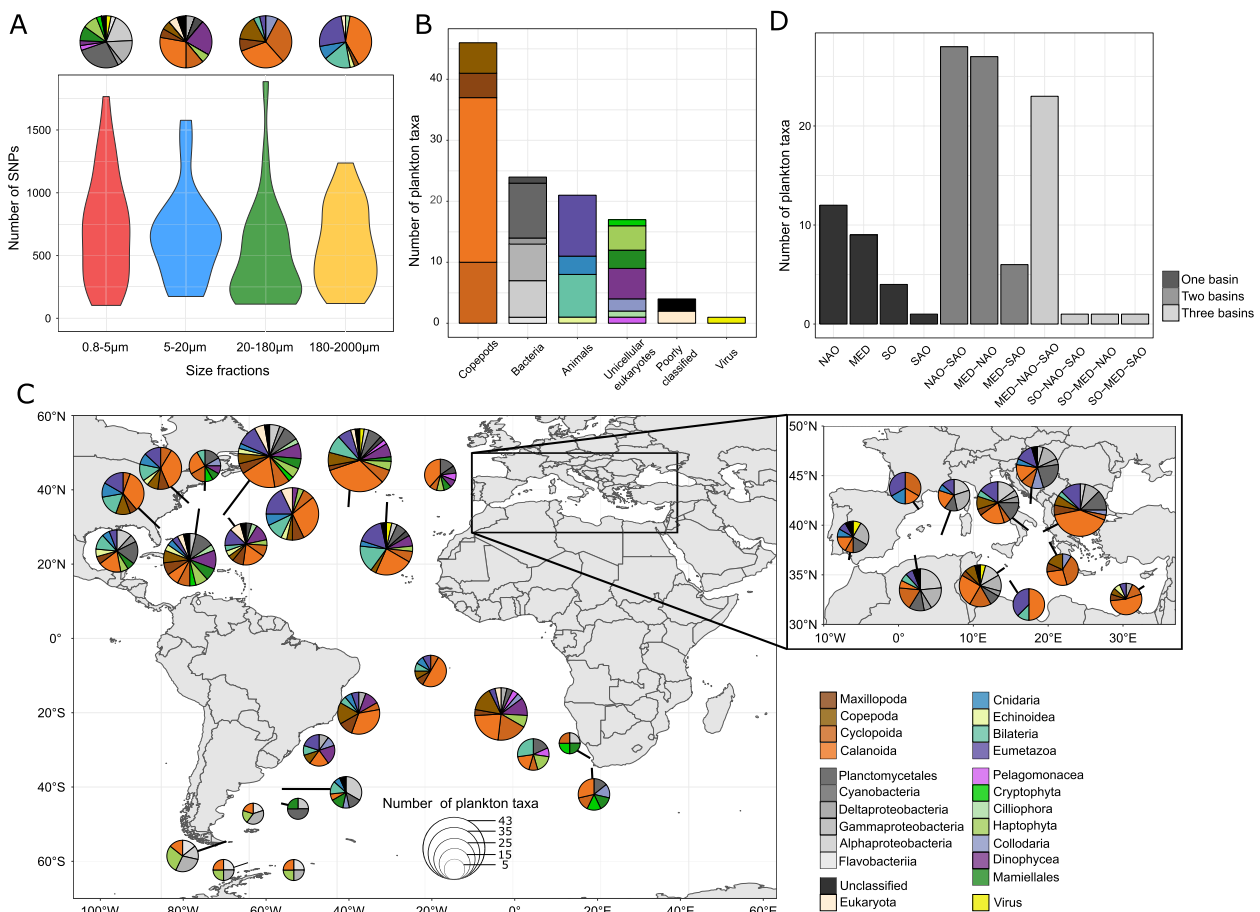 A
Number of SNPs
1500
1000
500
0
0.8-5µm
5-20µm
20-180µm
180-2000µm
Size fractions
B
Number of plankton taxa
40
30
20
10
0
Copepods
Bacteria
Animals
Unicellular eukaryotes
Poorly classified
Virus
D
Number of plankton taxa
20
10
0
NAO
MED
SO
SAO
NAO-SAO
MED-NAO
MED-SAO
MED-NAO-SAO
SO-NAO-SAO
SO-MED-NAO
SO-MED-SAO
One basin
Two basins
Three basins
C
60°N
40°N
20°N
0°
20°S
40°S
60°S
100°W
80°W
60°W
40°W
20°W
0°
20°E
40°E
60°E
Number of plankton taxa
43
35
25
15
5
50°N
45°N
40°N
35°N
30°N
10°W
0°
10°E
20°E
30°E
Maxillopoda
Copepoda
Cyclopoida
Calanoida
Planctomycetales
Cyanobacteria
Deltaproteobacteria
Gammaproteobacteria
Alphaproteobacteria
Flavobacteriia
Unclassified
Eukaryota
Cnidaria
Echinoidea
Bilateria
Eumetazoa
Pelagomonacea
Cryptophyta
Cilliophora
Haptophyta
Collodaria
Dinophycea
Mamiellales
Virus